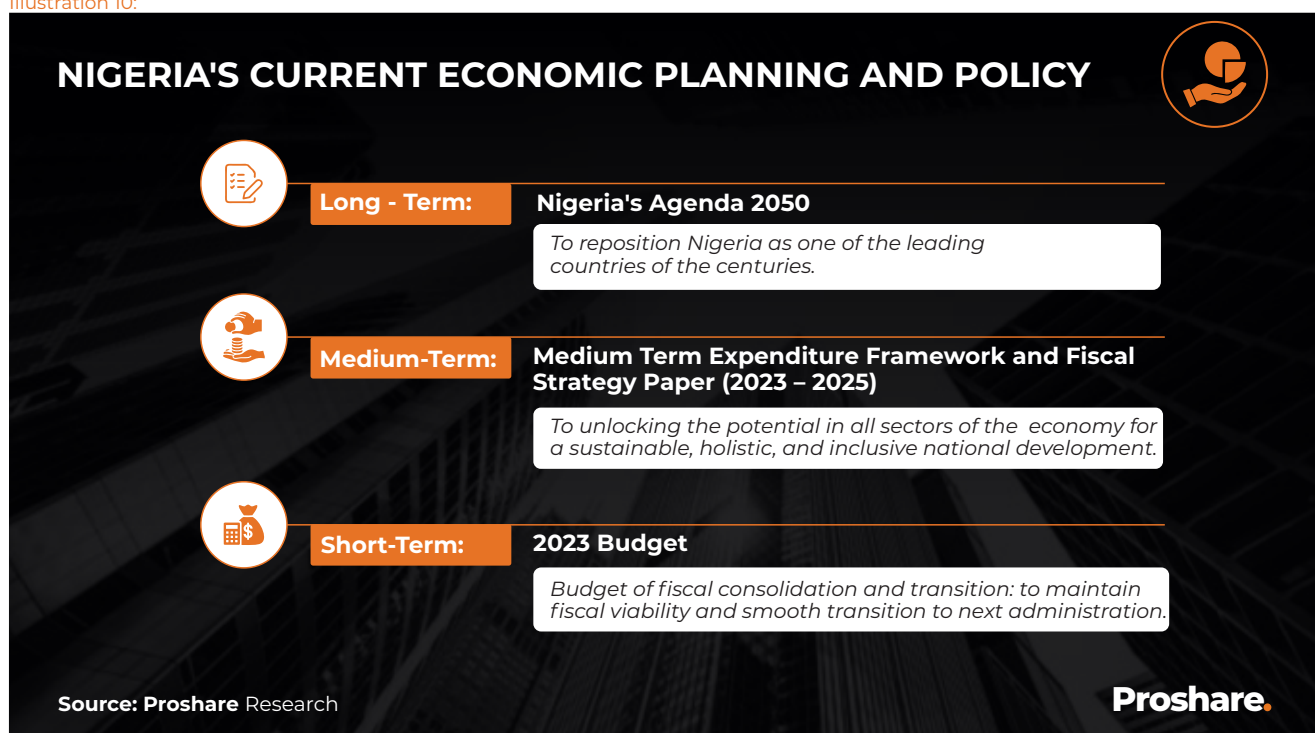 Illustration 10:
NIGERIA'S CURRENT ECONOMIC PLANNING AND POLICY
Long - Term:
Nigeria's Agenda 2050
To reposition Nigeria as one of the leading
countries of the centuries.
Medium-Term:
Medium Term Expenditure Framework and Fiscal
Strategy Paper (2023 – 2025)
To unlocking the potential in all sectors of the  economy for
a sustainable, holistic, and inclusive national development.
Short-Term:
2023 Budget
$
Budget of fiscal consolidation and transition: to maintain
fiscal viability and smooth transition to next administration.
Source: Proshare Research
Proshare.